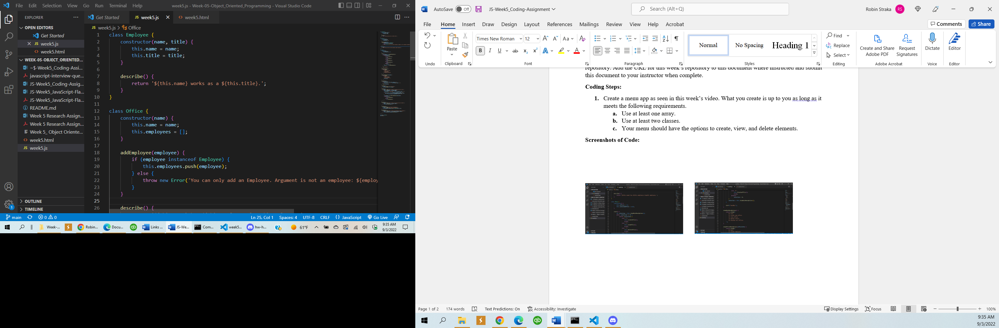 File Edit Selection View Go Run Terminal Help
week5.js - Week-05-Object_Oriented_Programming - Visual Studio Code
EXPLORER
OPEN EDITORS
Get Started
JS week5.js
week5.html
WEEK-05-OBJECT_ORIENTED...
~$-Week5_Coding-Assi...
javascript-interview-que...
JS-Week5_Coding-Assig...
JS-Week5_JavaScript-Fla...
JS-Week5_JavaScript-Fla...
README.md
Week 5 Research Assign...
Week 5 Research Assign...
Week 5_ Object Oriente...
week5.html
JS week5.js
OUTLINE
TIMELINE
Get Started JS week5.js week5.html
JS week5.js > Office
1 class Employee {
2 constructor(name, title) {
3 this.name = name;
4 this.title = title;
5 }
6
7 describe() {
8 return '${this.name} works as a ${this.title}.';
9 }
10 }
11
12 class Office {
13 constructor(name) {
14 this.name = name;
15 this.employees = [];
16 }
17
18 addEmployee(employee) {
19 if (employee instanceof Employee) {
20 this.employees.push(employee);
21 } else {
22 throw new Error('You can only add an Employee. Argument is not an employee: ${employ
23 }
24 }
25
26 describe() {
main 0 0 Ln 25, Col 1 Spaces: 4 UTF-8 CRLF {} JavaScript Go Live
Week-... Robin... Docu... qb Links ... JS-We... Com... week5... hw-h... 61°F 9:35 AM
9/3/2022
AutoSave Off JS-Week5_Coding-Assignment Search (Alt+Q) Robin Straka RS
File Home Insert Draw Design Layout References Mailings Review View Help Acrobat Comments Share
Undo
Paste
Clipboard
Times New Roman 12
Font
Paragraph
Normal No Spacing Heading 1
Styles
Find
Replace
Select
Editing
Create and Share Adobe PDF
Request Signatures
Adobe Acrobat
Dictate
Voice
Editor
Editor
repository. Add the URL for this week's repository to this document where instructed and submit
this document to your instructor when complete.
Coding Steps:
1. Create a menu app as seen in this week's video. What you create is up to you as long as it
meets the following requirements.
a. Use at least one array.
b. Use at least two classes.
c. Your menu should have the options to create, view, and delete elements.
Screenshots of Code:
Page 1 of 2 174 words Text Predictions: On Accessibility: Investigate Display Settings Focus 100%
qb
9:35 AM
9/3/2022